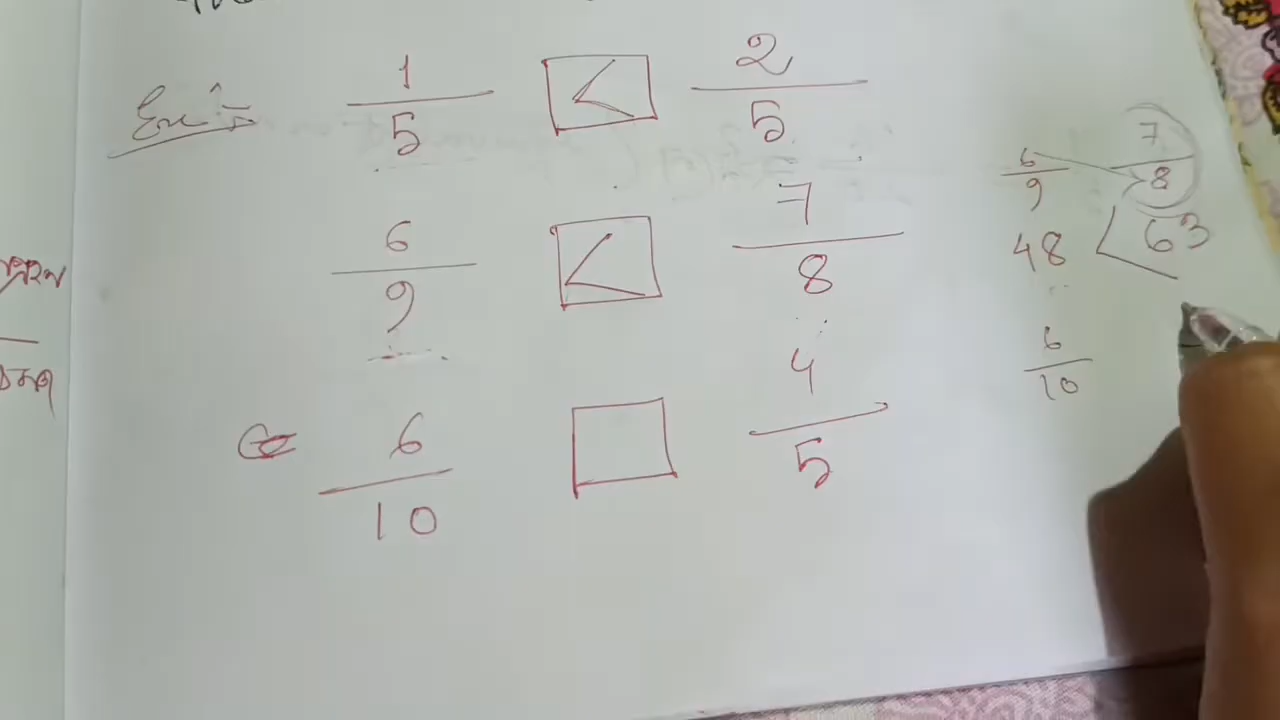 Ex:-
1/5 < 2/5
6/9 < 7/8
6/10 □ 4/5
6/9 7/8
48 < 63
6/10